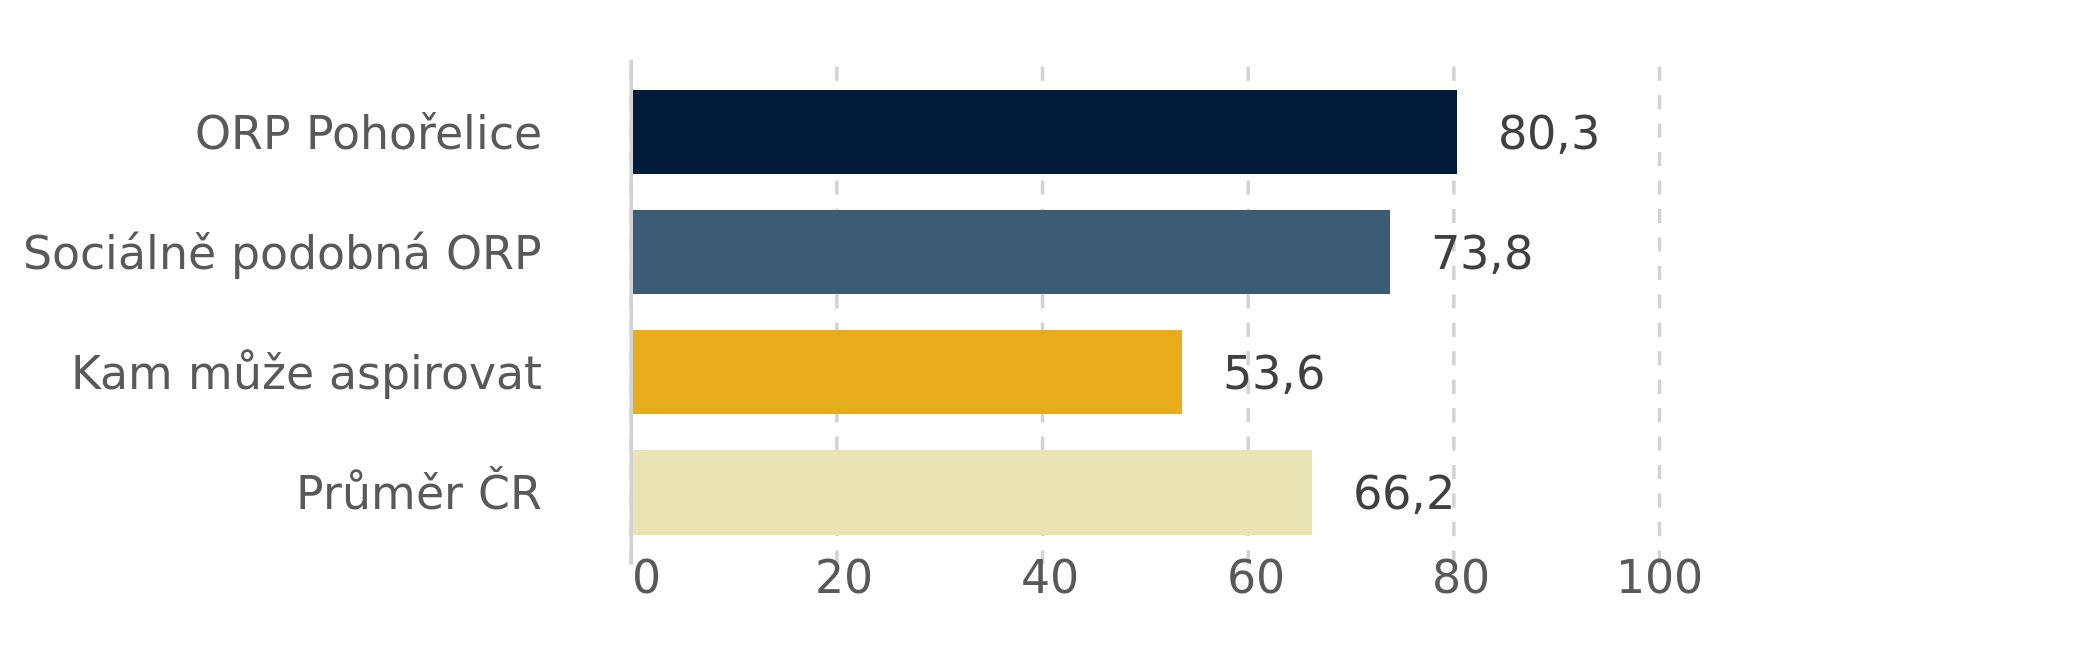 ORP Pohořelice 80,3
Sociálně podobná ORP 73,8
Kam může aspirovat 53,6
Průměr ČR 66,2
0 20 40 60 80 100